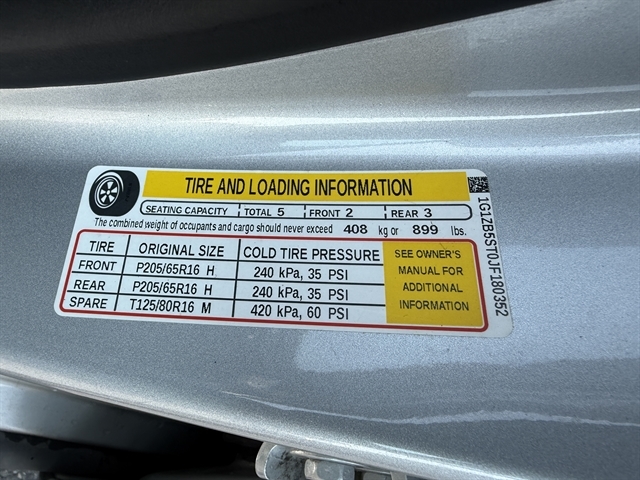 TIRE AND LOADING INFORMATION
SEATING CAPACITY TOTAL 5 FRONT 2 REAR 3
The combined weight of occupants and cargo should never exceed 408 kg or 899 lbs.
TIRE ORIGINAL SIZE COLD TIRE PRESSURE
FRONT P205/65R16 H 240 kPa, 35 PSI
REAR P205/65R16 H 240 kPa, 35 PSI
SPARE T125/80R16 M 420 kPa, 60 PSI
SEE OWNER'S
MANUAL FOR
ADDITIONAL
INFORMATION
1G1ZB5ST0JF180352